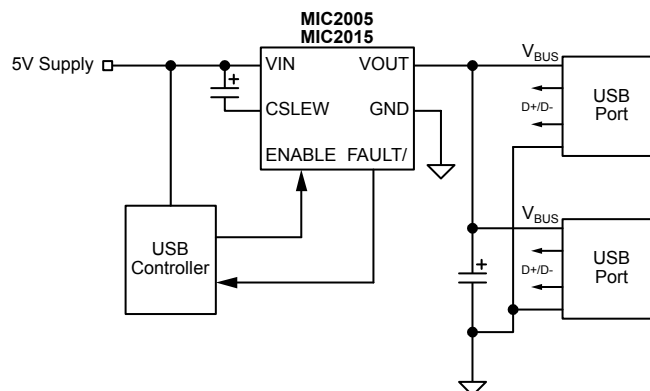 MIC2005
MIC2015
5V Supply
VIN
VOUT
CSLEW
GND
ENABLE
FAULT/
+
VBUS
D+/D-
USB
Port
USB
Controller
VBUS
D+/D-
USB
Port
+